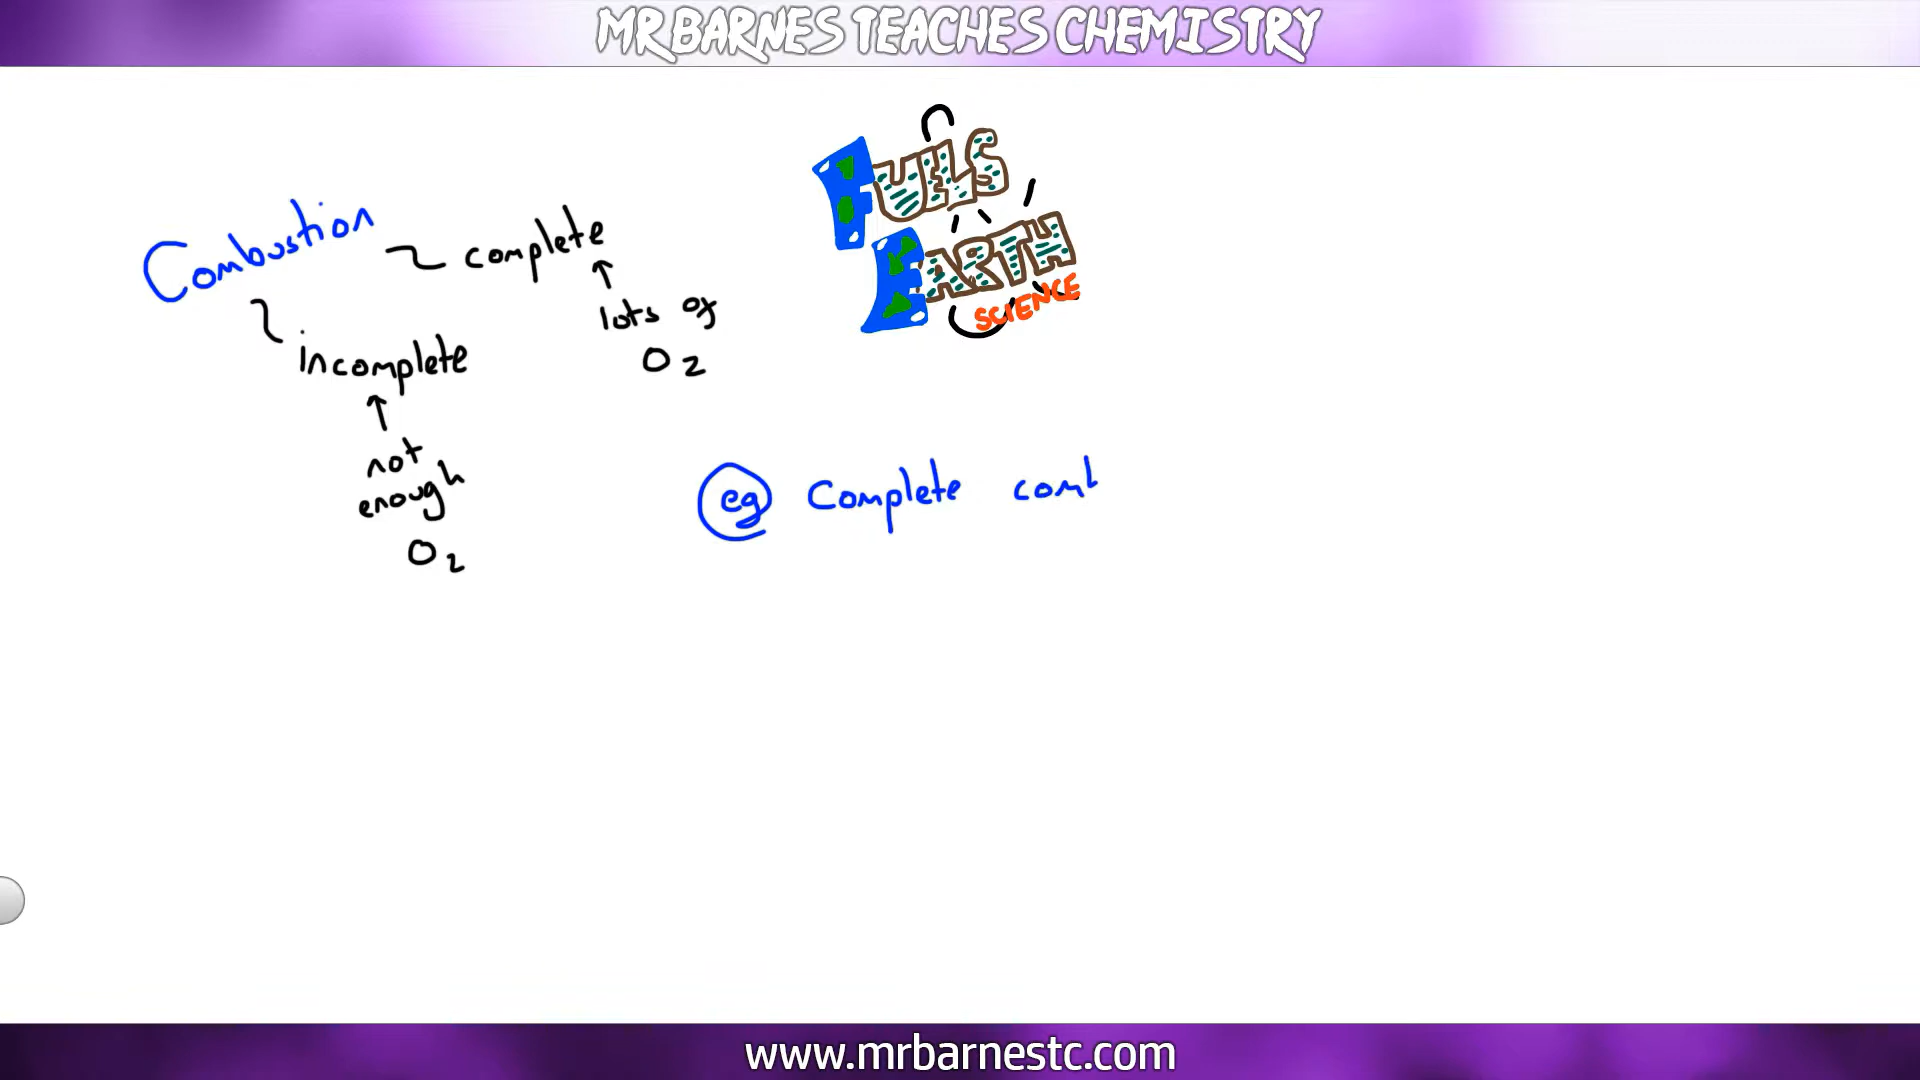 MR BARNES TEACHES CHEMISTRY
FUELS
EARTH
SCIENCE
Combustion
complete
lots of
O2
incomplete
not
enough
O2
eg Complete comb
www.mrbarnestc.com